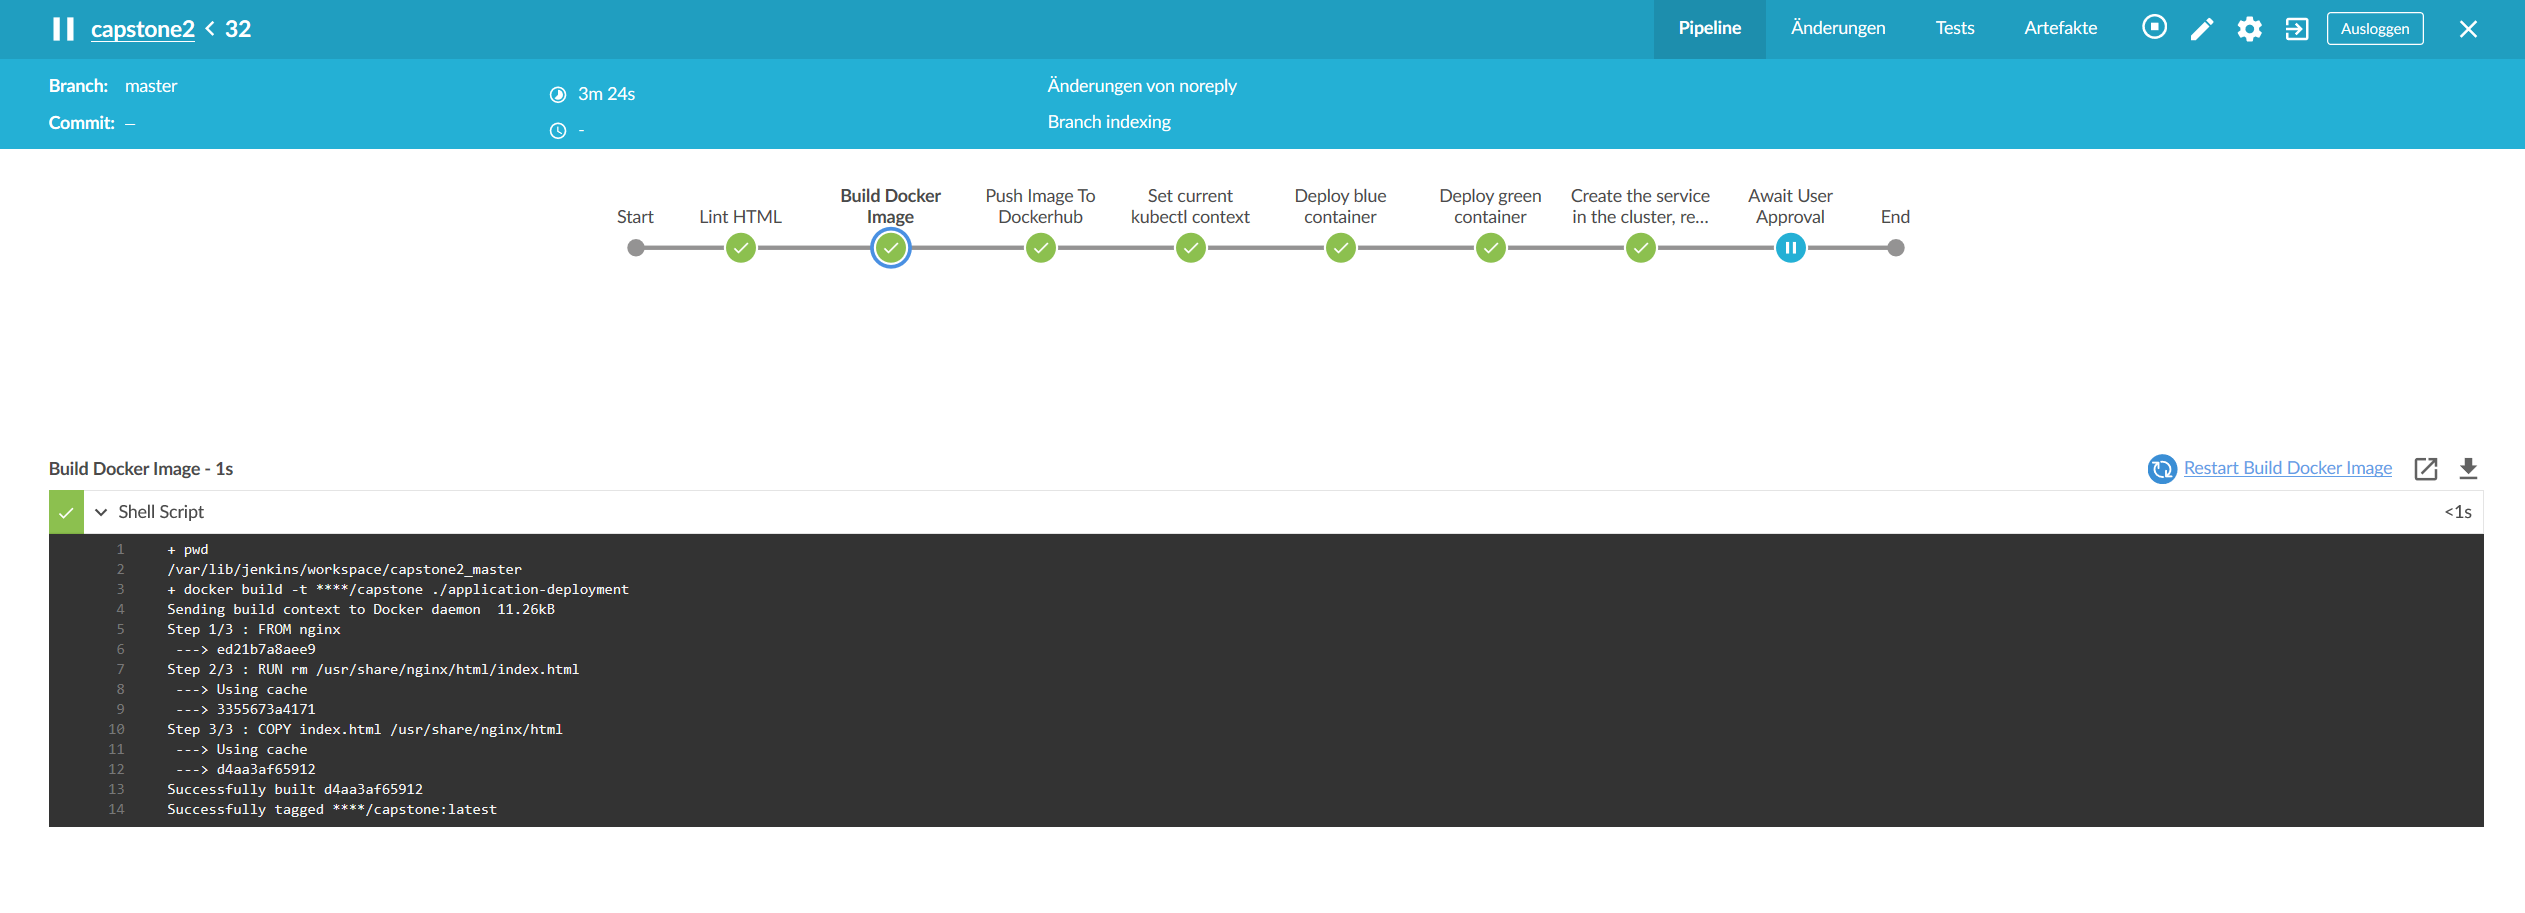 capstone2 < 32
Pipeline
Änderungen
Tests
Artefakte
Ausloggen
Branch: master
Commit: –
3m 24s
-
Änderungen von noreply
Branch indexing
Start
Lint HTML
Build Docker
Image
Push Image To
Dockerhub
Set current
kubectl context
Deploy blue
container
Deploy green
container
Create the service
in the cluster, re...
Await User
Approval
End
Build Docker Image - 1s
Restart Build Docker Image
Shell Script
<1s
1 + pwd
2 /var/lib/jenkins/workspace/capstone2_master
3 + docker build -t ****/capstone ./application-deployment
4 Sending build context to Docker daemon  11.26kB
5 Step 1/3 : FROM nginx
6  ---> ed21b7a8aee9
7 Step 2/3 : RUN rm /usr/share/nginx/html/index.html
8  ---> Using cache
9  ---> 3355673a4171
10 Step 3/3 : COPY index.html /usr/share/nginx/html
11  ---> Using cache
12  ---> d4aa3af65912
13 Successfully built d4aa3af65912
14 Successfully tagged ****/capstone:latest